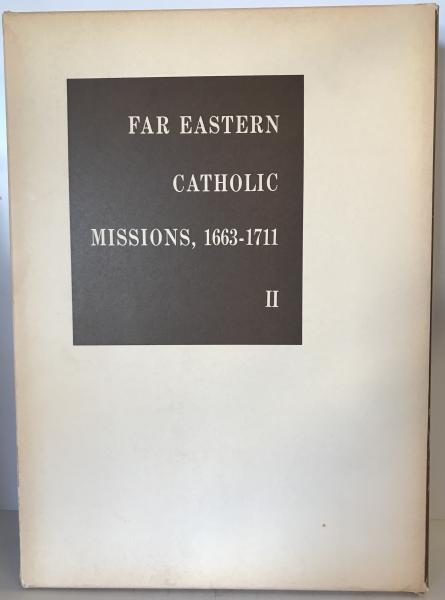 FAR EASTERN
CATHOLIC
MISSIONS, 1663-1711
II